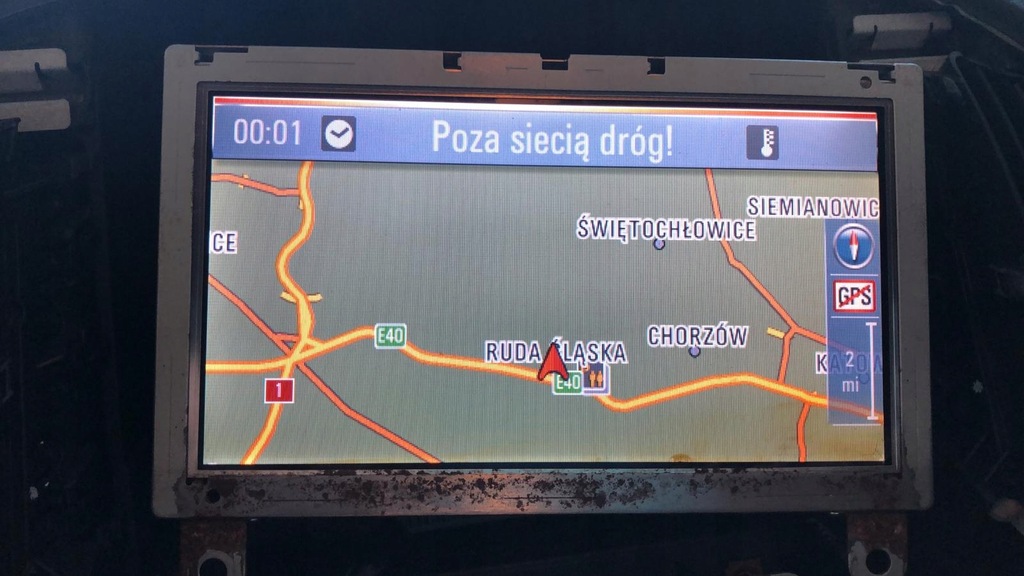 00:01 Poza siecią dróg!
SIEMIANOWIC
ŚWIĘTOCHŁOWICE
CE
GPS
E40
CHORZÓW
RUDA ŚLĄSKA
2
mi
E40
1